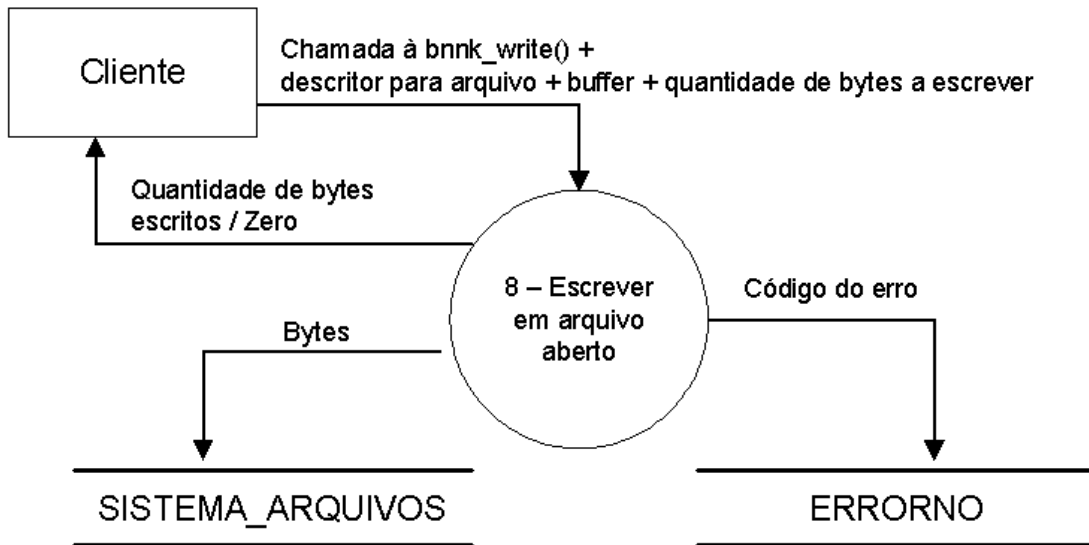 Cliente
Chamada à bnnk_write() +
descritor para arquivo + buffer + quantidade de bytes a escrever
Quantidade de bytes
escritos / Zero
8 – Escrever
em arquivo
aberto
Código do erro
Bytes
SISTEMA_ARQUIVOS
ERRORNO